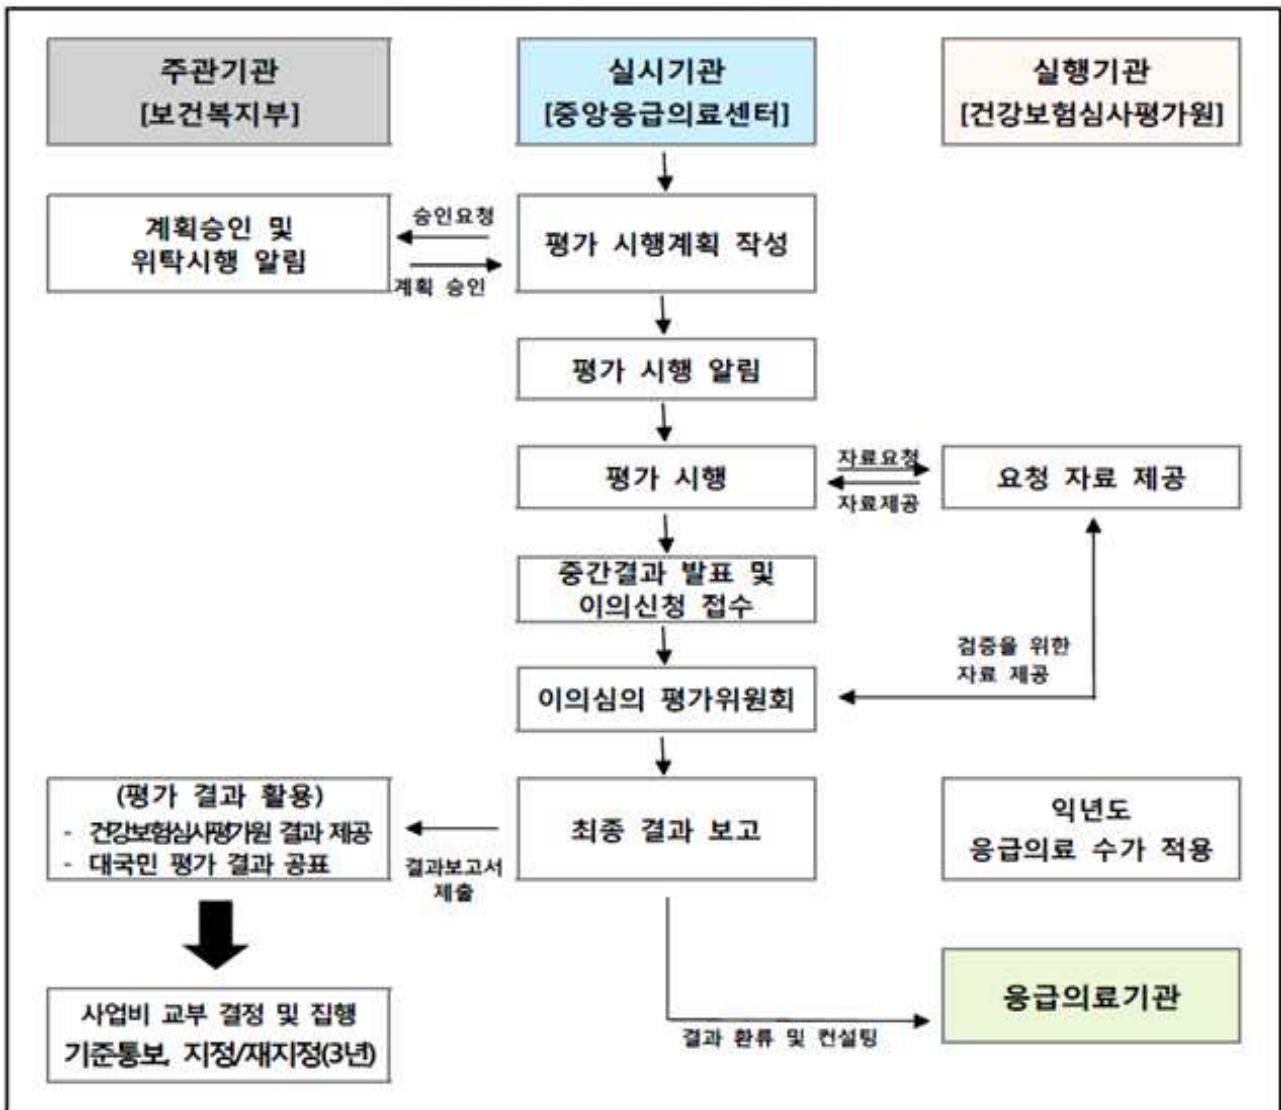 주관기관
[보건복지부]
실시기관
[중앙응급의료센터]
실행기관
[건강보험심사평가원]
계획승인 및
위탁시행 알림
승인요청
계획 승인
평가 시행계획 작성
평가 시행 알림
평가 시행
자료요청
자료제공
요청 자료 제공
중간결과 발표 및
이의신청 접수
검증을 위한
자료 제공
이의심의 평가위원회
(평가 결과 활용)
- 건강보험심사평가원 결과 제공
- 대국민 평가 결과 공표
결과보고서
제출
최종 결과 보고
익년도
응급의료 수가 적용
사업비 교부 결정 및 집행
기준통보, 지정/재지정(3년)
결과 환류 및 컨설팅
응급의료기관